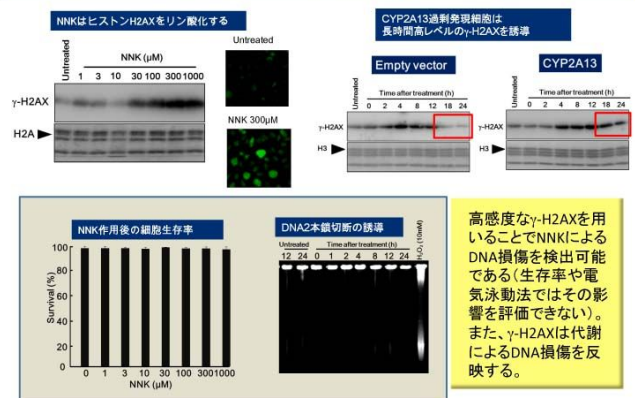 NNKはヒストンH2AXをリン酸化する
NNK (μM)
Untreated
1 3 10 30 100 300 1000
γ-H2AX
H2A
Untreated
NNK 300μM
CYP2A13過剰発現細胞は
長時間高レベルのγ-H2AXを誘導
Empty vector
Untreated
Time after treatment (h)
0 2 4 8 12 18 24
γ-H2AX
H3
CYP2A13
Untreated
Time after treatment (h)
0 2 4 8 12 18 24
γ-H2AX
H3
NNK作用後の細胞生存率
Survival (%)
100
80
60
40
20
0
0 1 3 10 30 100 300 1000
NNK (μM)
DNA2本鎖切断の誘導
Untreated
Time after treatment (h)
H₂O₂ (10mM)
12 24 0 1 2 4 8 12 24
高感度なγ-H2AXを用
いることでNNKによる
DNA損傷を検出可能
である(生存率や電
気泳動法ではその影
響を評価できない)。
また、γ-H2AXは代謝
によるDNA損傷を反
映する。